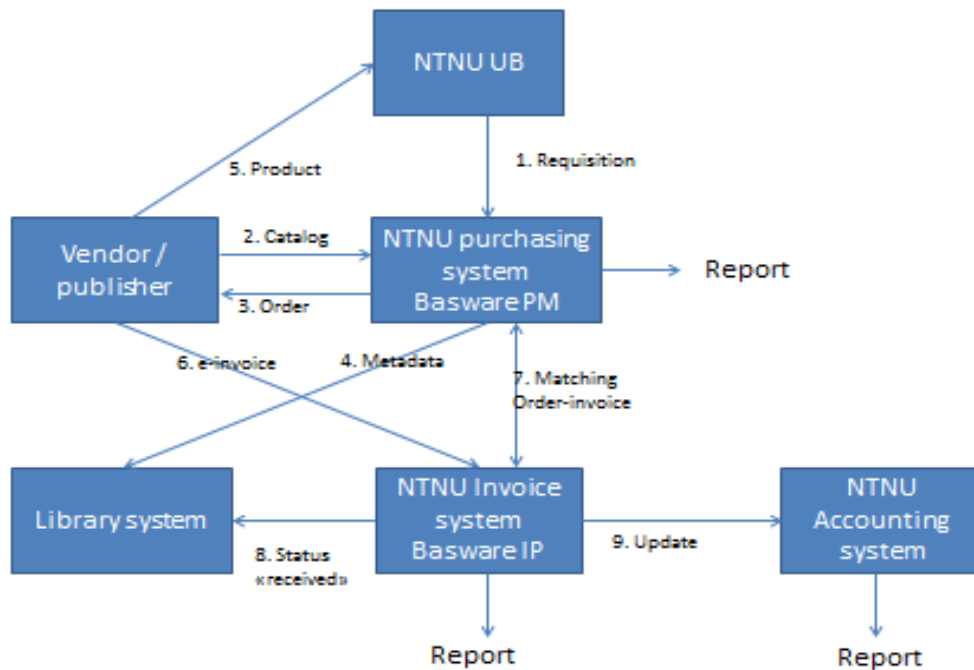 NTNU UB
5. Product
1. Requisition
Vendor /
publisher
2. Catalog
3. Order
NTNU purchasing
system
Basware PM
Report
6. e-invoice
4. Metadata
7. Matching
Order-invoice
Library system
8. Status
«received»
NTNU Invoice
system
Basware IP
9. Update
NTNU
Accounting
system
Report
Report